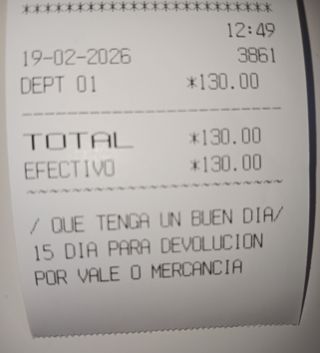 ************************
12:49
19-02-2026 3861
DEPT 01 *130.00
------------------------
TOTAL *130.00
EFECTIVO *130.00
~~~~~~~~~~~~~~~~~~~~~~~~
/ QUE TENGA UN BUEN DIA/
15 DIA PARA DEVOLUCION
POR VALE O MERCANCIA